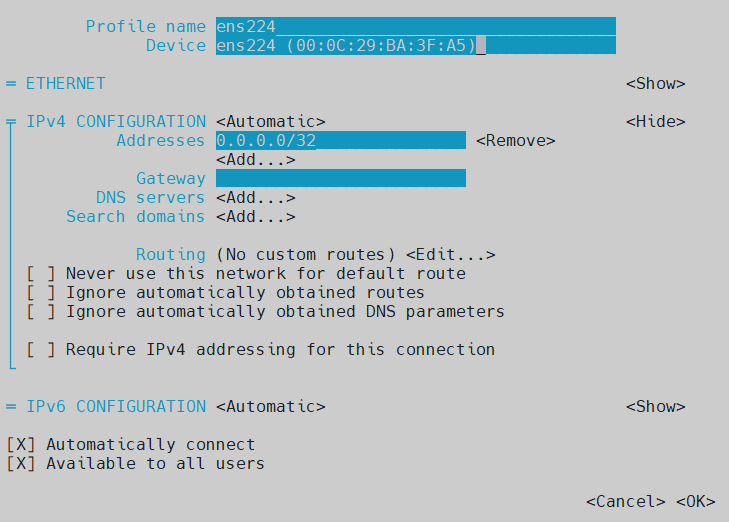 Profile name ens224
Device ens224 (00:0C:29:BA:3F:A5)
= ETHERNET <Show>
IPv4 CONFIGURATION <Automatic> <Hide>
Addresses 0.0.0.0/32 <Remove>
<Add...>
Gateway
DNS servers <Add...>
Search domains <Add...>
Routing (No custom routes) <Edit...>
[ ] Never use this network for default route
[ ] Ignore automatically obtained routes
[ ] Ignore automatically obtained DNS parameters
[ ] Require IPv4 addressing for this connection
= IPv6 CONFIGURATION <Automatic> <Show>
[X] Automatically connect
[X] Available to all users
<Cancel> <OK>